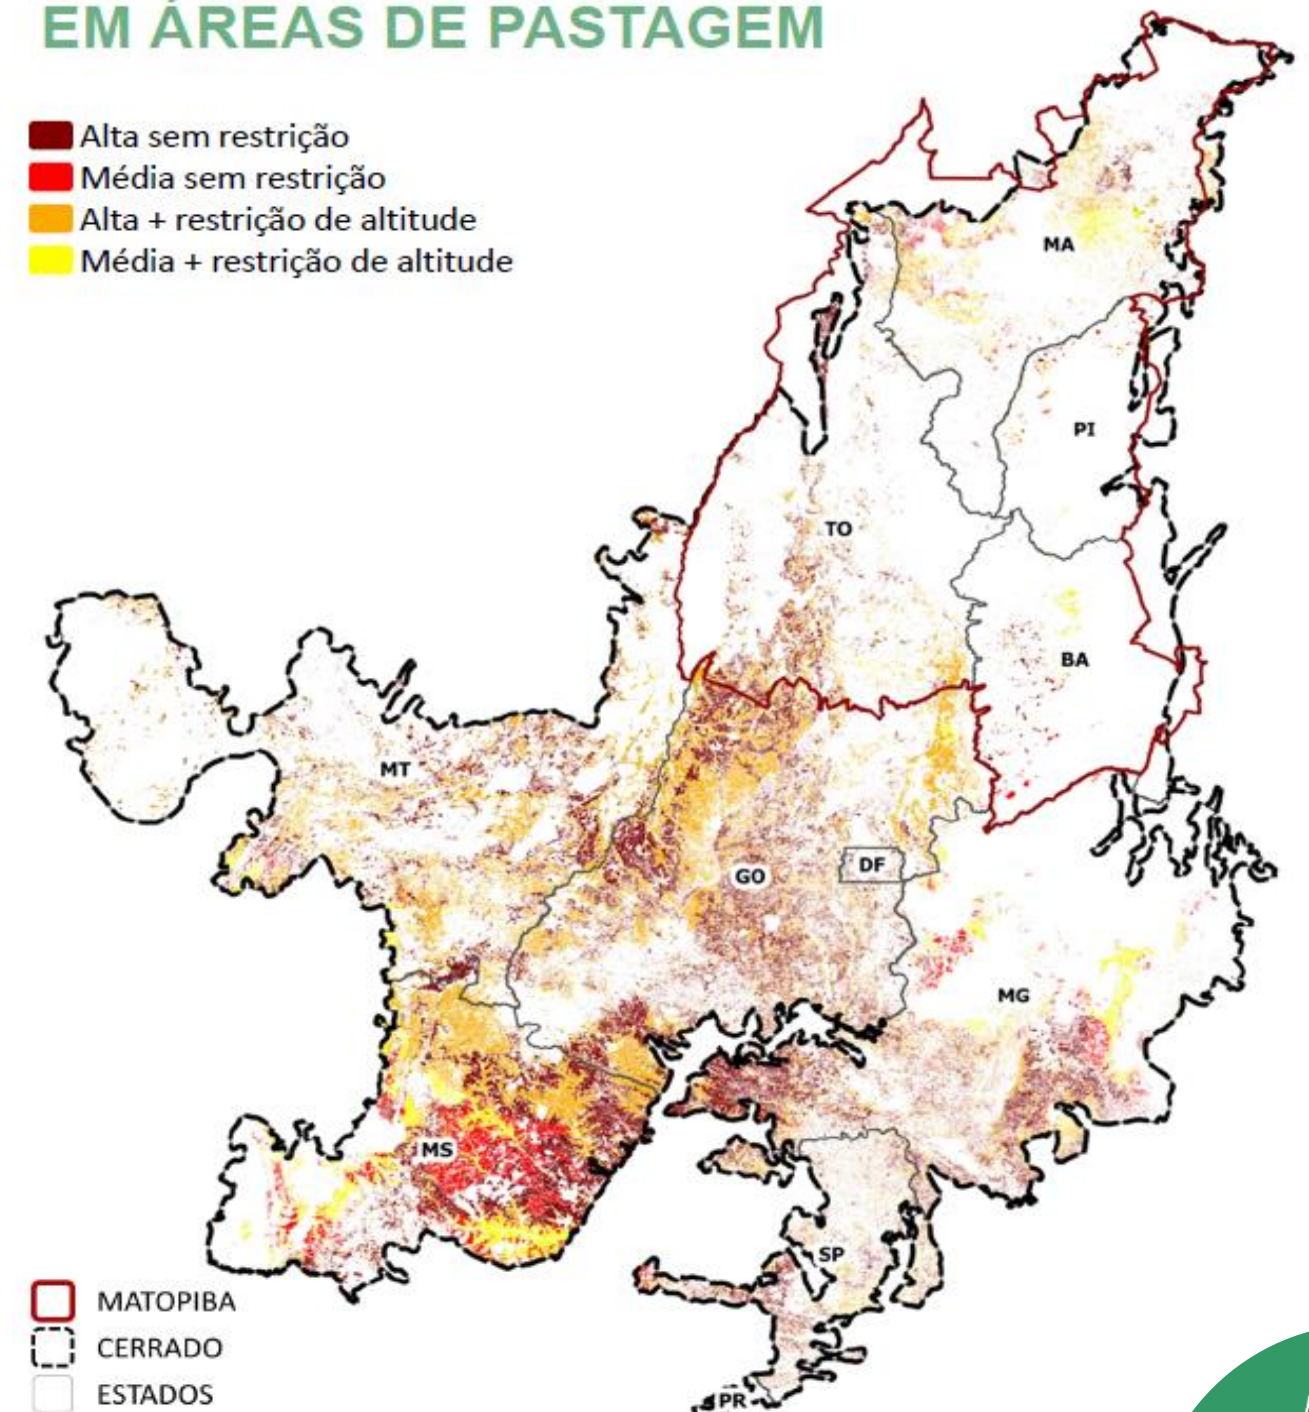 EM ÁREAS DE PASTAGEM
Alta sem restrição
Média sem restrição
Alta + restrição de altitude
Média + restrição de altitude
MA
PI
TO
BA
MT
DF
GO
MG
MS
SP
PR
MATOPIBA
CERRADO
ESTADOS